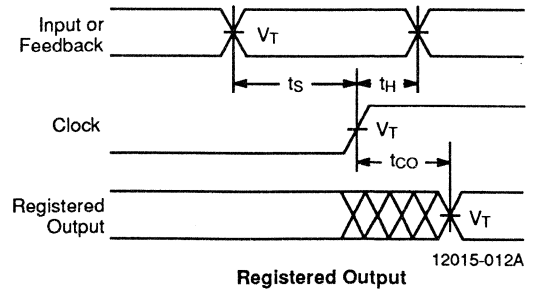 Input or
Feedback
VT
tS
tH
Clock
VT
tCO
Registered
Output
VT
12015-012A
Registered Output